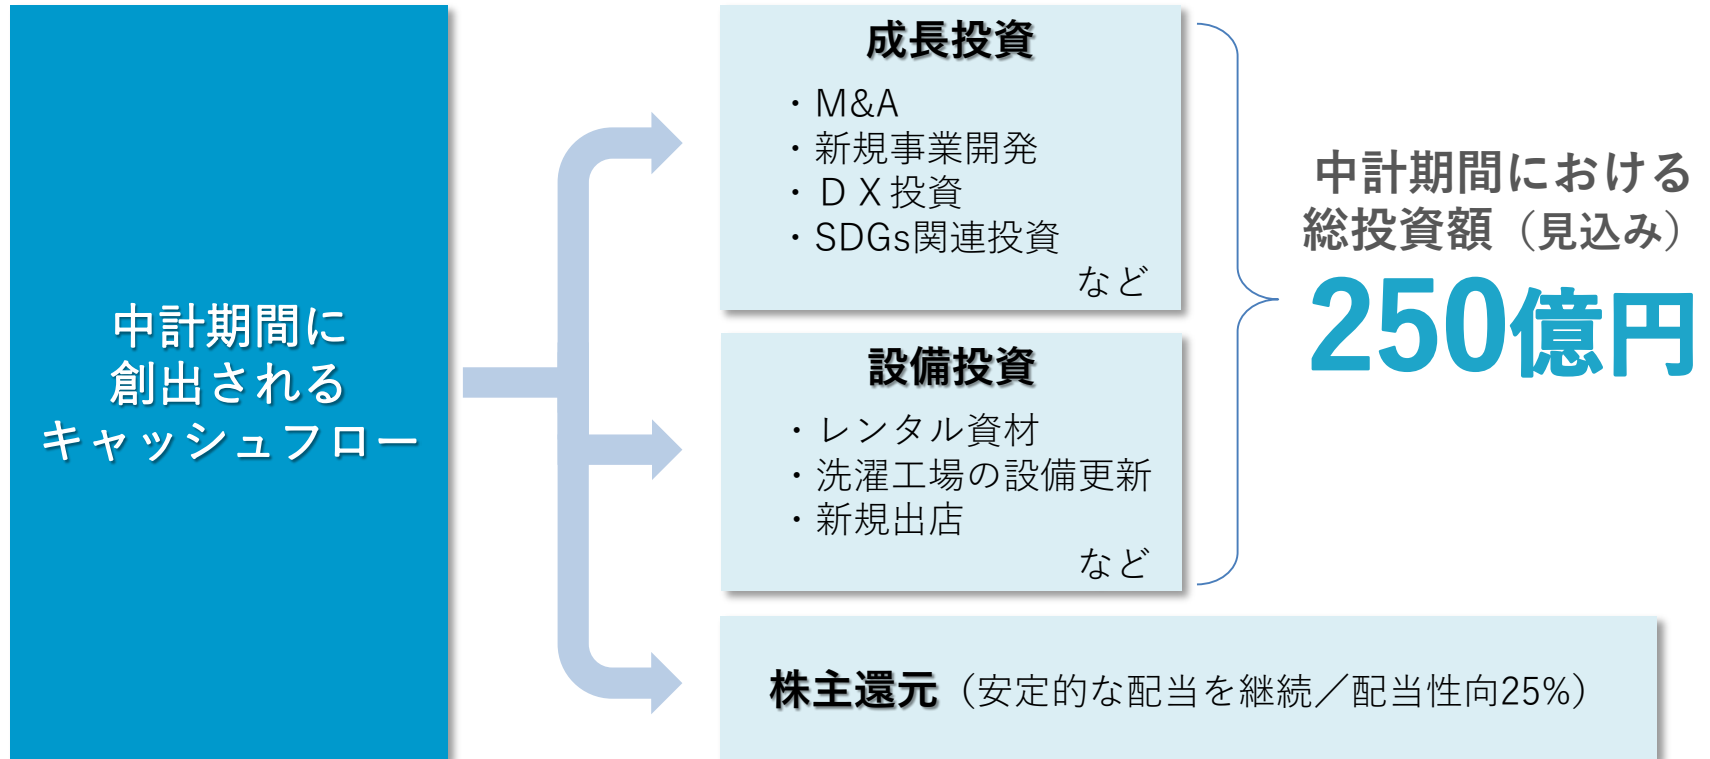 中計期間に
創出される
キャッシュフロー
成長投資
・M&A
・新規事業開発
・ＤＸ投資
・SDGs関連投資
など
設備投資
・レンタル資材
・洗濯工場の設備更新
・新規出店
など
中計期間における
総投資額（見込み）
250億円
株主還元（安定的な配当を継続／配当性向25%）